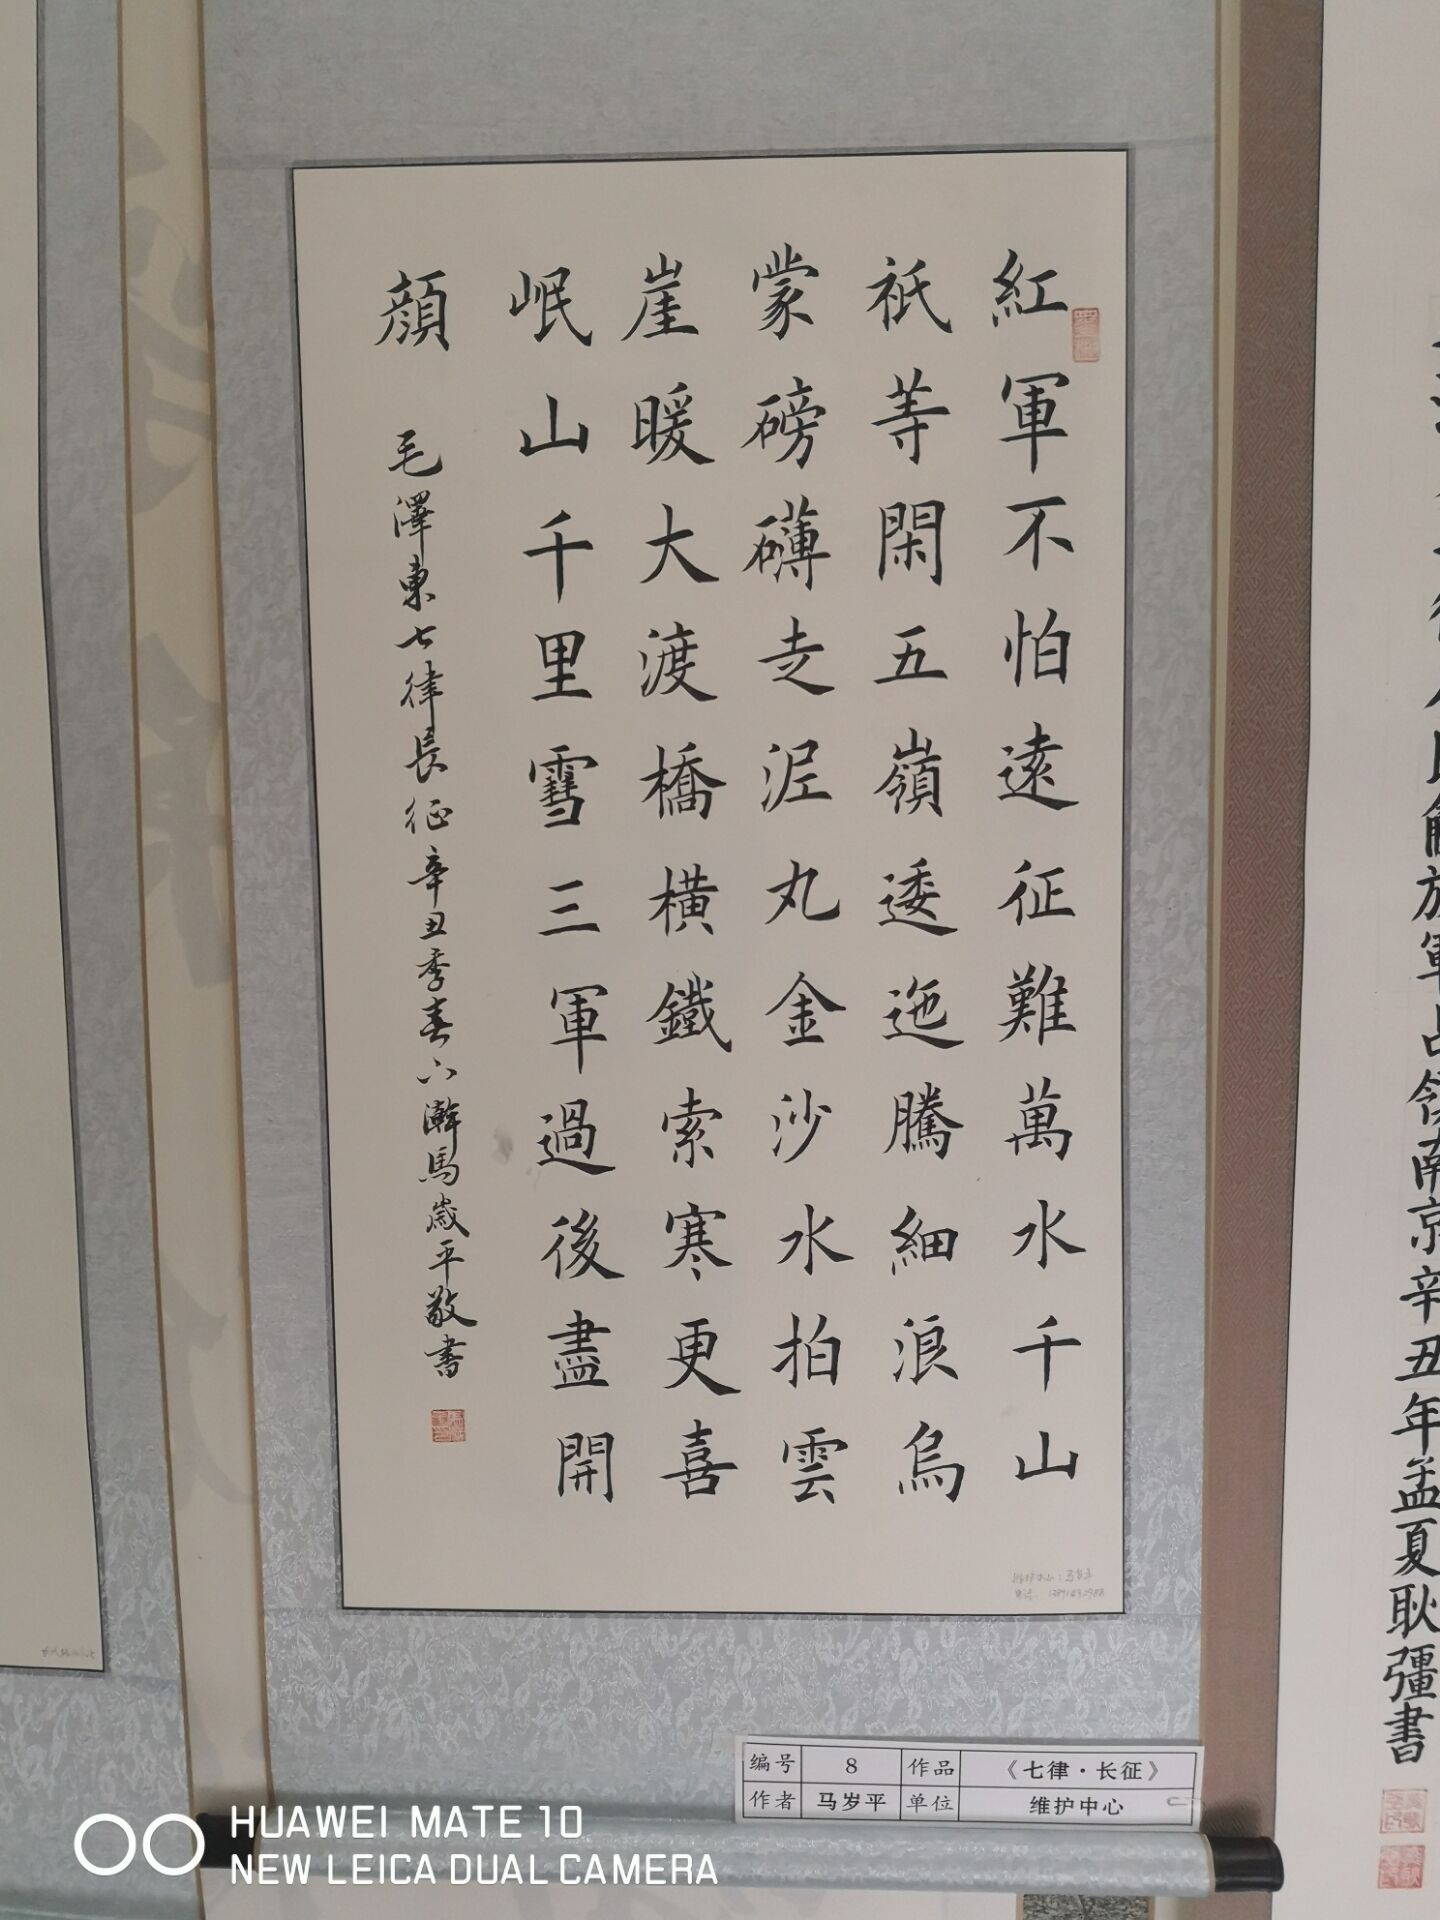 紅軍不怕遠征難萬水千山
祇等閑五嶺逶迤騰細浪烏
蒙磅礴走泥丸金沙水拍雲
崖暖大渡橋橫鐵索寒更喜
岷山千里雪三軍過後盡開
顏
毛澤東七律長征辛丑季春馬歲平敬書
解放軍占領南京辛丑年孟夏耿彊書
编号 8 作品 《七律·长征》
作者 马岁平 单位 维护中心
HUAWEI MATE 10
NEW LEICA DUAL CAMERA